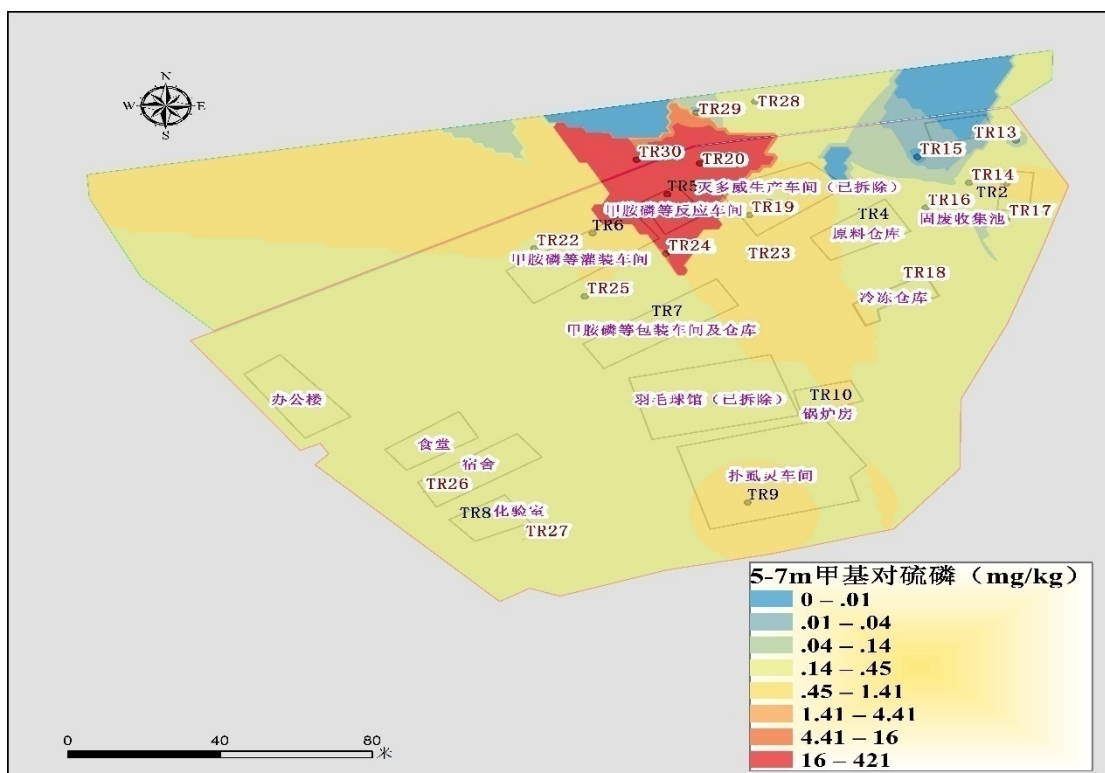 N
W E
S
TR28
TR29
TR13
TR30
TR20
TR15
TR5
灭多威生产车间（已拆除）
TR14
TR2
甲胺磷等反应车间
TR19
TR4
TR16
固废收集池
TR17
TR6
原料仓库
TR22
TR24
TR23
甲胺磷等灌装车间
TR18
TR25
冷冻仓库
TR7
甲胺磷等包装车间及仓库
办公楼
羽毛球馆（已拆除）
TR10
锅炉房
食堂
宿舍
TR26
扑虱灵车间
TR9
TR8
化验室
TR27
5-7m甲基对硫磷（mg/kg）
0 – .01
.01 – .04
.04 – .14
.14 – .45
.45 – 1.41
1.41 – 4.41
4.41 – 16
16 – 421
0 40 80
米